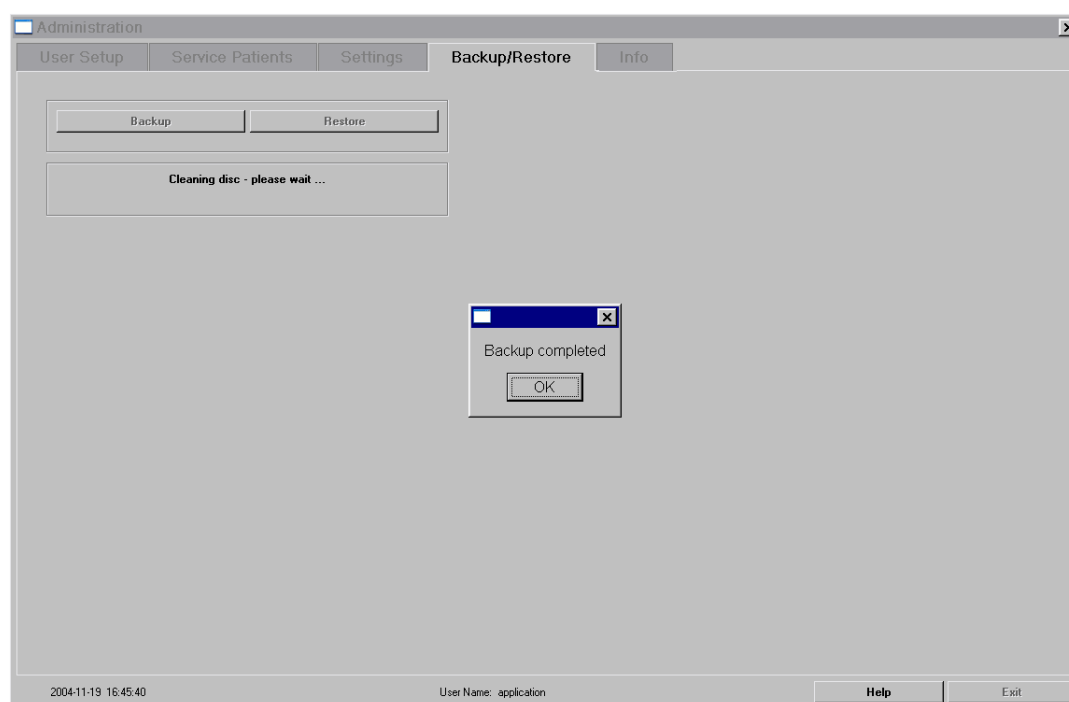 Administration
User Setup Service Patients Settings Backup/Restore Info
Backup Restore
Cleaning disc - please wait ...
Backup completed
OK
2004-11-19 16:45:40 User Name: application Help Exit